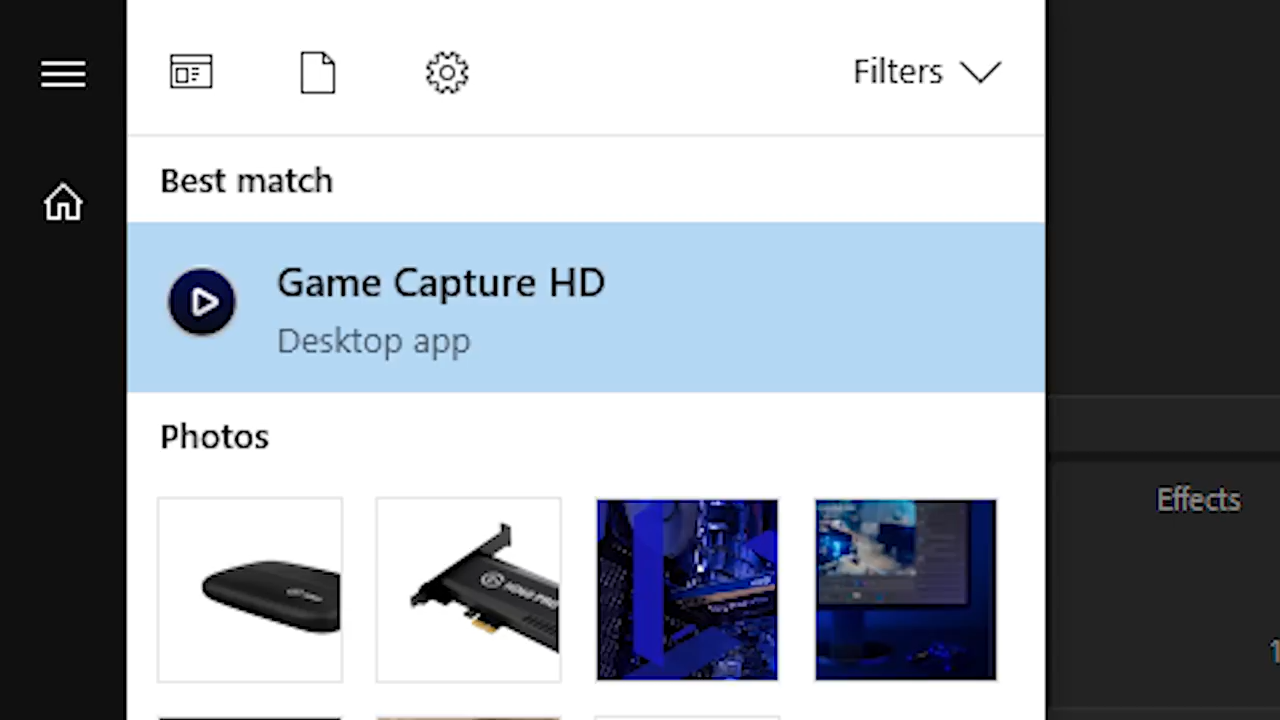 Filters
Best match
Game Capture HD
Desktop app
Photos
Effects